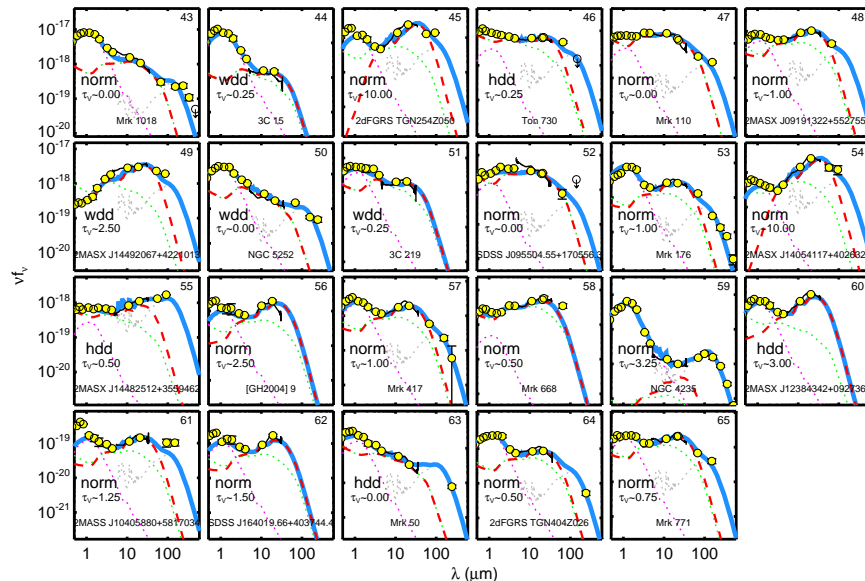 43 44 45 46 47 48
10⁻¹⁷
10⁻¹⁸
10⁻¹⁹
10⁻²⁰
norm wdd norm hdd norm norm
τᵥ~0.00 τᵥ~0.25 τᵥ~10.00 τᵥ~0.25 τᵥ~0.00 τᵥ~1.00
Mrk 1018 3C 15 2dFGRS TGN254Z050 Ton 730 Mrk 110 2MASX J09191322+552755
49 50 51 52 53 54
10⁻¹⁷
10⁻¹⁸
10⁻¹⁹
10⁻²⁰
wdd wdd wdd norm norm norm
τᵥ~2.50 τᵥ~0.00 τᵥ~0.25 τᵥ~0.00 τᵥ~1.00 τᵥ~10.00
2MASX J14492067+422101 NGC 5252 3C 219 SDSS J095504.55+170556.3 Mrk 176 2MASX J14054117+402632
νfᵥ
55 56 57 58 59 60
10⁻¹⁸
10⁻¹⁹
10⁻²⁰
10⁻²¹
hdd norm norm norm norm hdd
τᵥ~0.50 τᵥ~2.50 τᵥ~1.00 τᵥ~0.50 τᵥ~3.25 τᵥ~3.00
2MASX J14482512+3559462 [GH2004] 9 Mrk 417 Mrk 668 NGC 4235 2MASX J12384342+092736
61 62 63 64 65
10⁻¹⁹
10⁻²⁰
10⁻²¹
norm norm hdd norm norm
τᵥ~1.25 τᵥ~1.50 τᵥ~0.00 τᵥ~0.50 τᵥ~0.75
2MASS J10405880+5817034 SDSS J164019.66+403744.4 Mrk 50 2dFGRS TGN404Z026 Mrk 771
1 10 100 1 10 100 1 10 100 1 10 100 1 10 100
λ (μm)